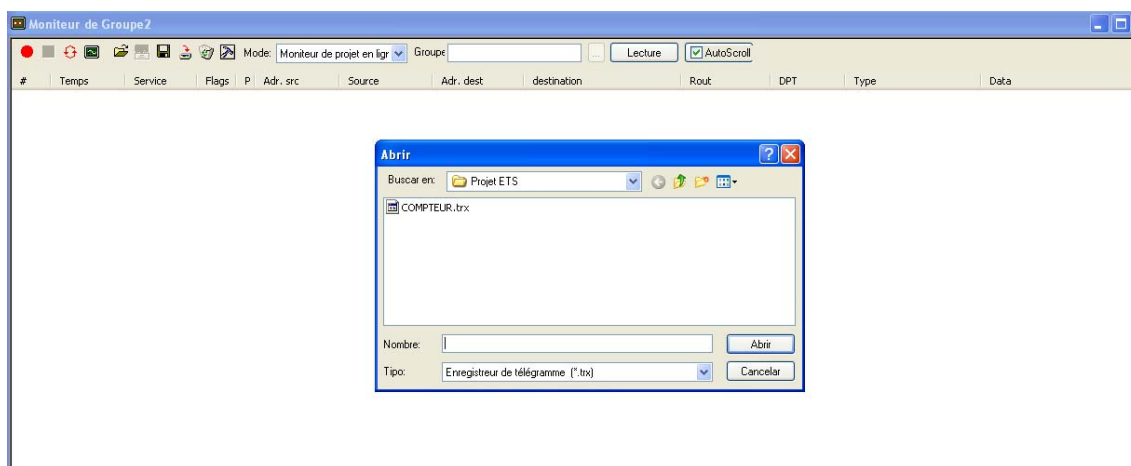 Moniteur de Groupe2
Mode: Moniteur de projet en ligr Groupe ... Lecture AutoScroll
# Temps Service Flags P Adr. src Source Adr. dest destination Rout DPT Type Data
Abrir
Buscar en: Projet ETS
COMPTEUR.trx
Nombre: Abrir
Tipo: Enregistreur de télégramme (*.trx) Cancelar